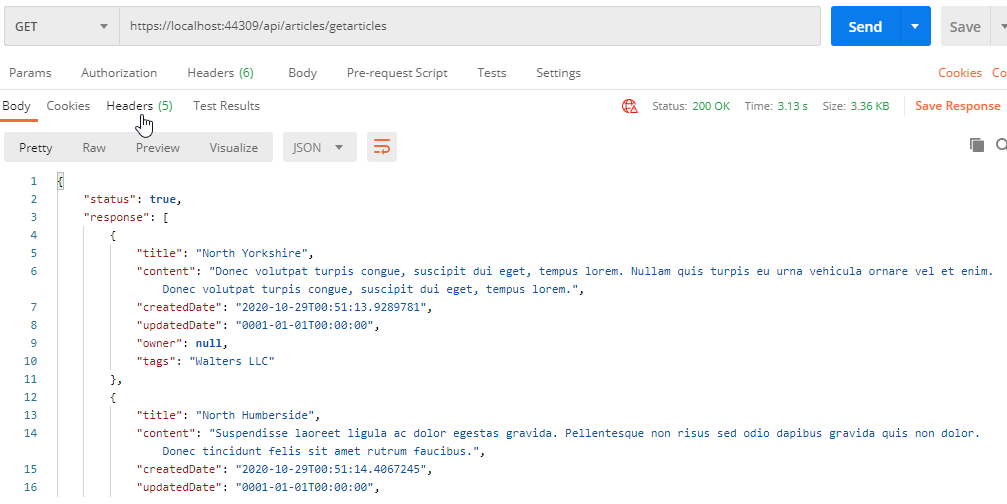 GET https://localhost:44309/api/articles/getarticles Send Save
Params Authorization Headers (6) Body Pre-request Script Tests Settings Cookies Co
Body Cookies Headers (5) Test Results Status: 200 OK Time: 3.13 s Size: 3.36 KB Save Response
Pretty Raw Preview Visualize JSON
1 {
2 "status": true,
3 "response": [
4 {
5 "title": "North Yorkshire",
6 "content": "Donec volutpat turpis congue, suscipit dui eget, tempus lorem. Nullam quis turpis eu urna vehicula ornare vel et enim.
Donec volutpat turpis congue, suscipit dui eget, tempus lorem.",
7 "createdDate": "2020-10-29T00:51:13.9289781",
8 "updatedDate": "0001-01-01T00:00:00",
9 "owner": null,
10 "tags": "Walters LLC"
11 },
12 {
13 "title": "North Humberside",
14 "content": "Suspendisse laoreet ligula ac dolor egestas gravida. Pellentesque non risus sed odio dapibus gravida quis non dolor.
Donec tincidunt felis sit amet rutrum faucibus.",
15 "createdDate": "2020-10-29T00:51:14.4067245",
16 "updatedDate": "0001-01-01T00:00:00",